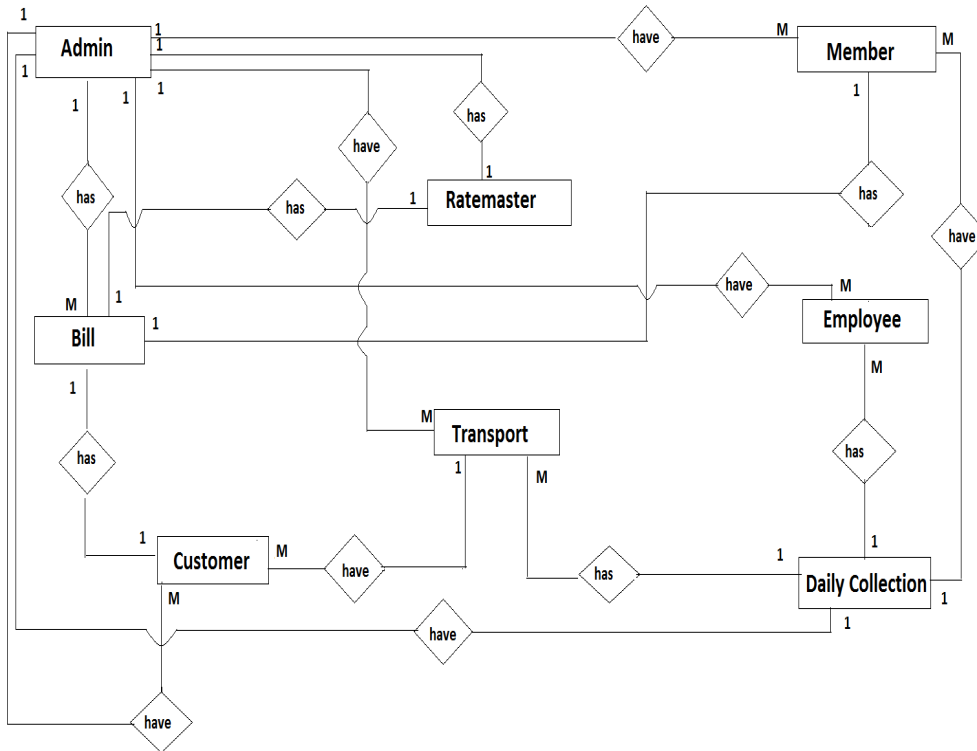 1
Admin
1
1
have
M
Member
M
1
1
1
1
1
has
have
1
has
1
has
1
Ratemaster
has
have
M
1
1
Bill
have
M
Employee
M
1
has
M
Transport
1
M
has
1
Customer
M
have
has
1
1
Daily Collection
1
M
have
1
have